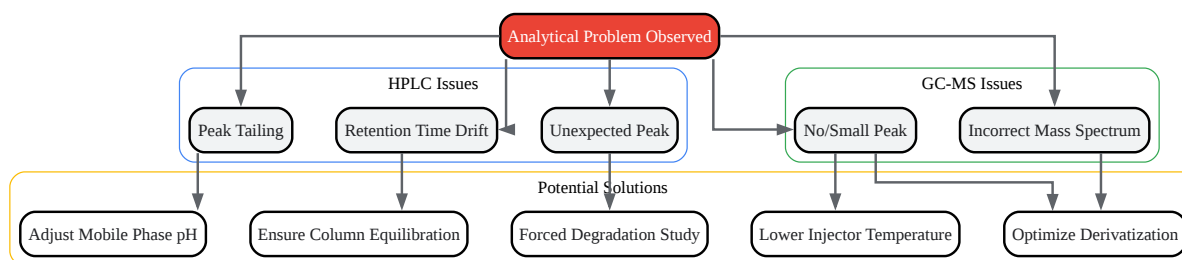 Analytical Problem Observed
HPLC Issues
GC-MS Issues
Peak Tailing
Retention Time Drift
Unexpected Peak
No/Small Peak
Incorrect Mass Spectrum
Potential Solutions
Adjust Mobile Phase pH
Ensure Column Equilibration
Forced Degradation Study
Lower Injector Temperature
Optimize Derivatization